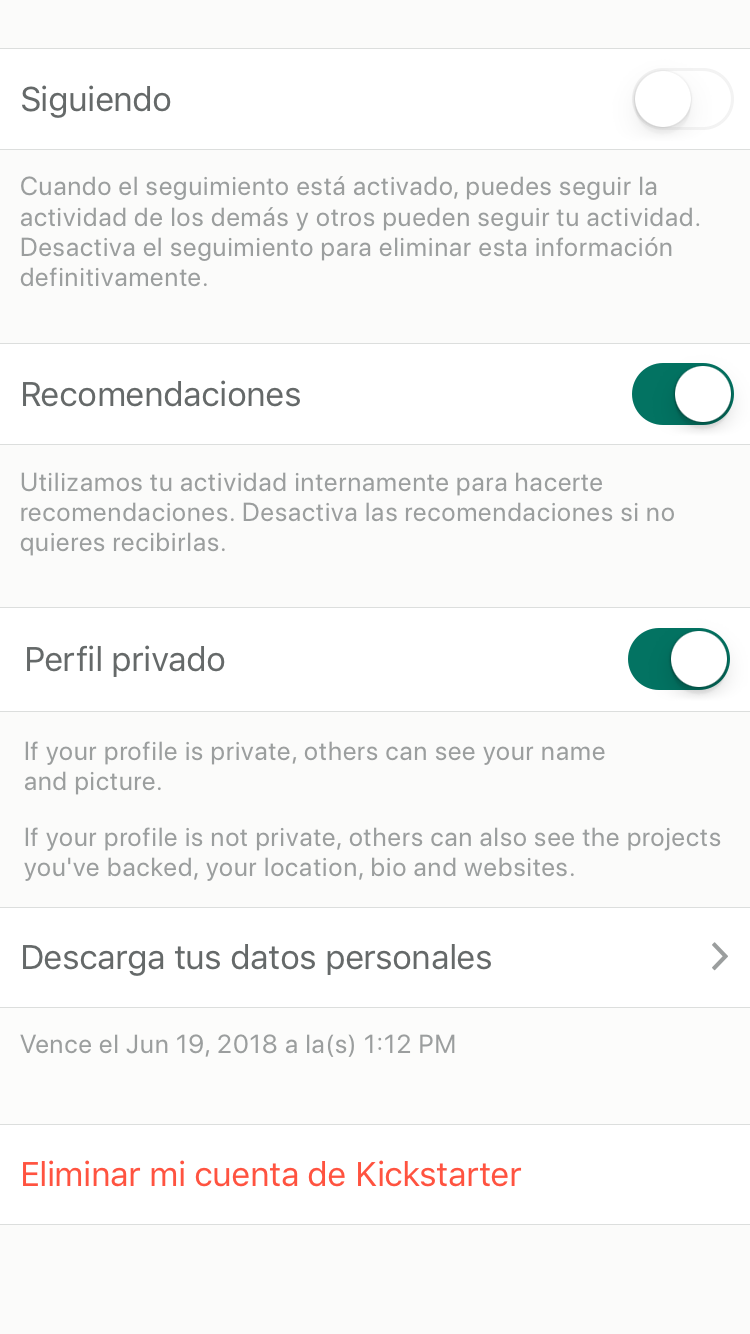 Siguiendo
Cuando el seguimiento está activado, puedes seguir la
actividad de los demás y otros pueden seguir tu actividad.
Desactiva el seguimiento para eliminar esta información
definitivamente.
Recomendaciones
Utilizamos tu actividad internamente para hacerte
recomendaciones. Desactiva las recomendaciones si no
quieres recibirlas.
Perfil privado
If your profile is private, others can see your name
and picture.
If your profile is not private, others can also see the projects
you've backed, your location, bio and websites.
Descarga tus datos personales
Vence el Jun 19, 2018 a la(s) 1:12 PM
Eliminar mi cuenta de Kickstarter